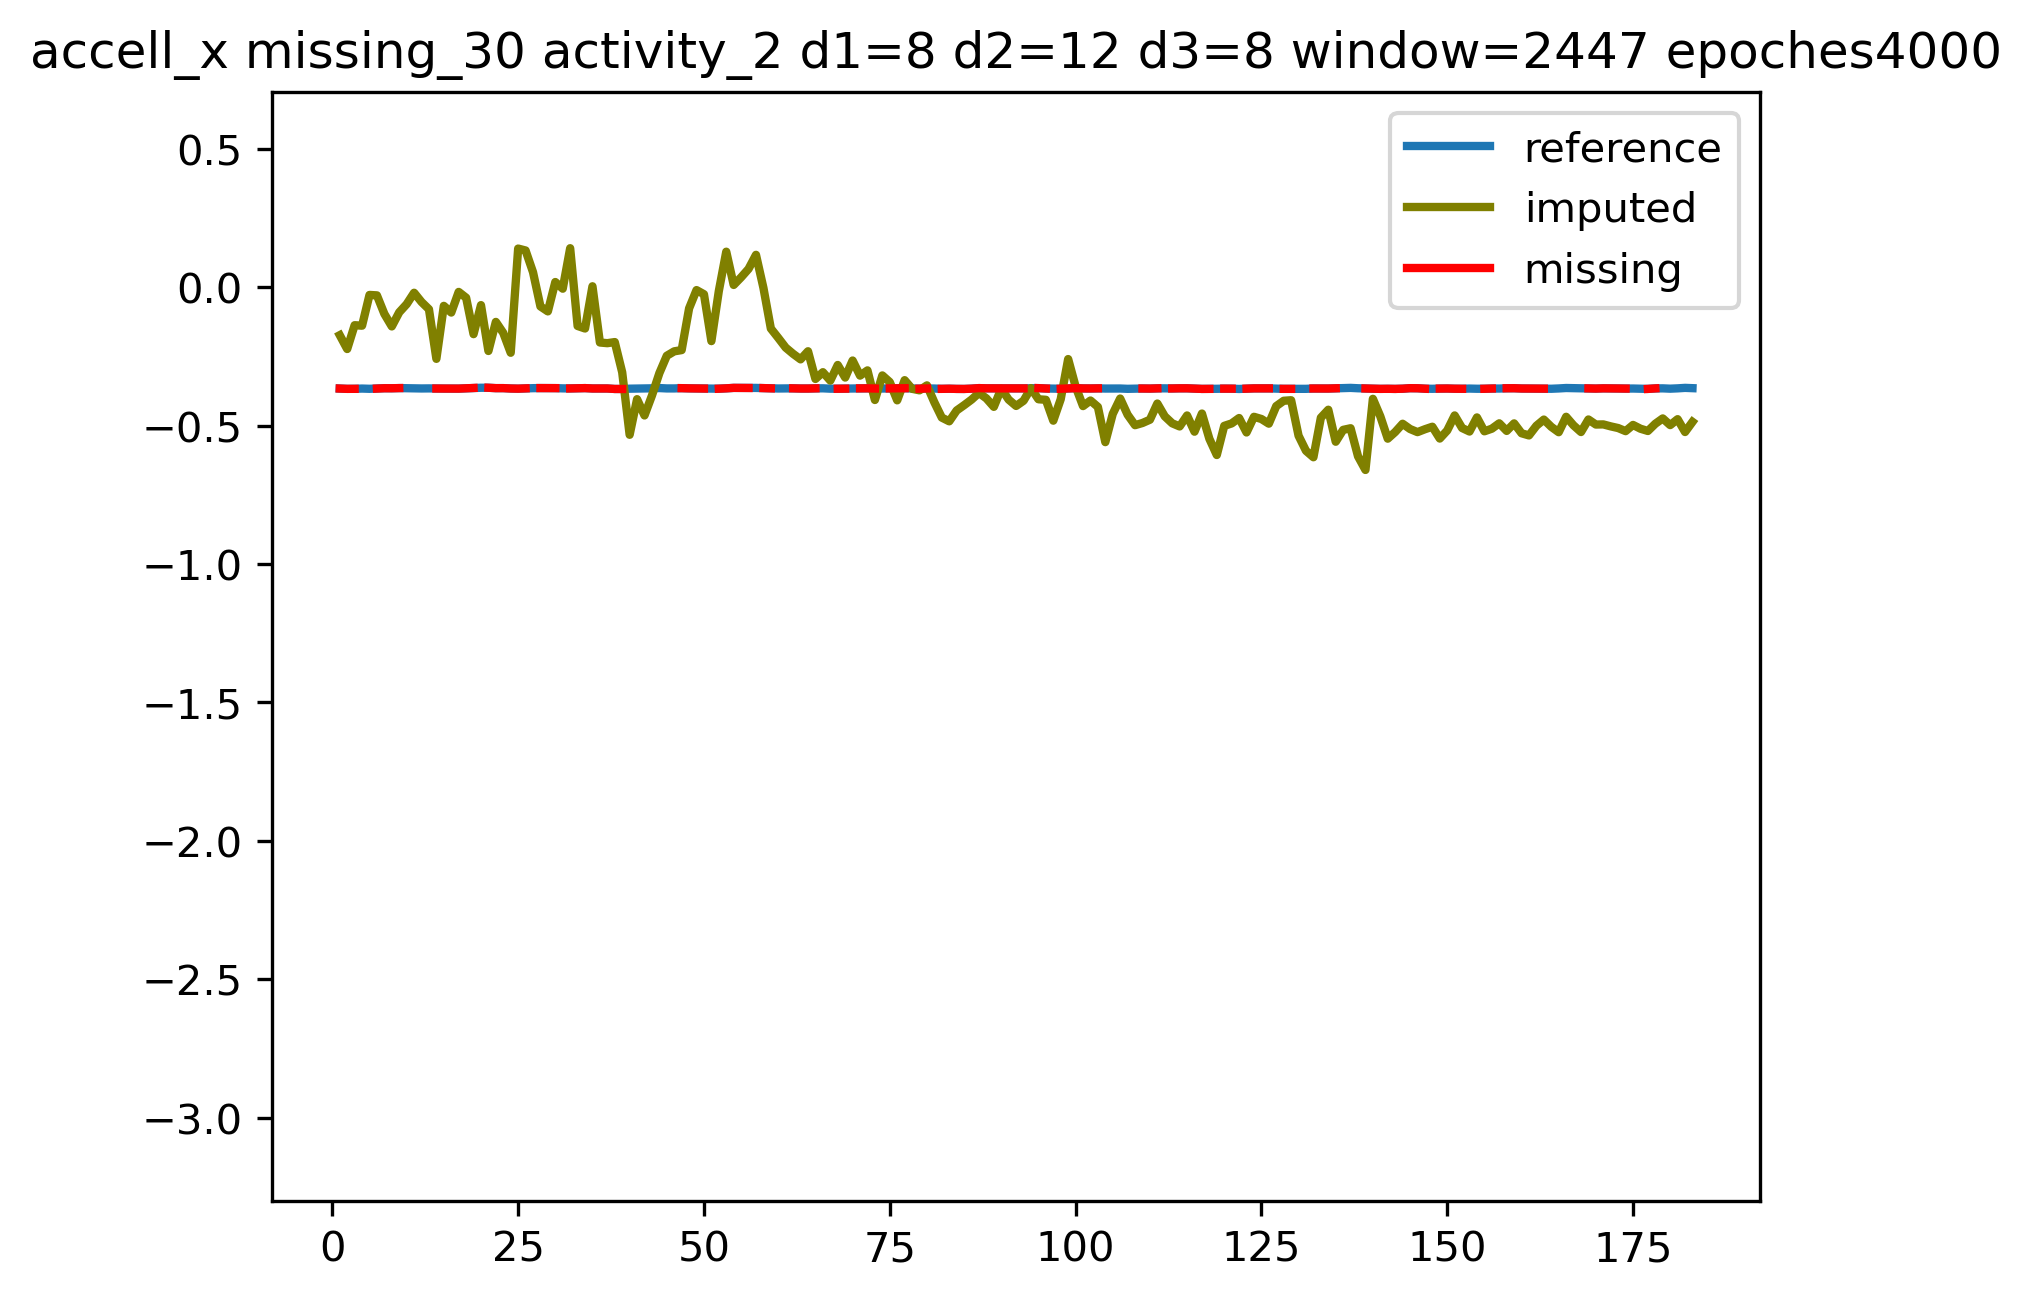 accell_x missing_30 activity_2 d1=8 d2=12 d3=8 window=2447 epoches4000
reference
imputed
missing
0.5
0.0
−0.5
−1.0
−1.5
−2.0
−2.5
−3.0
0 25 50 75 100 125 150 175